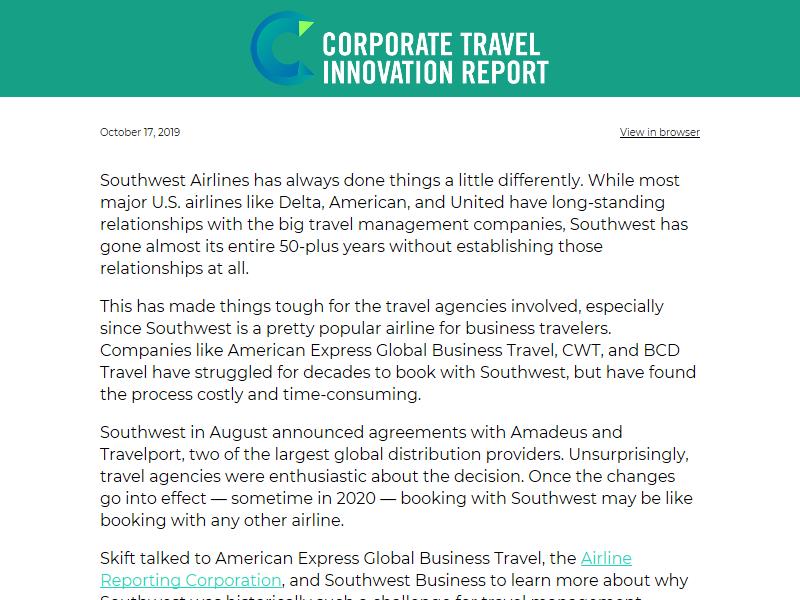 CORPORATE TRAVEL
INNOVATION REPORT
October 17, 2019
View in browser
Southwest Airlines has always done things a little differently. While most
major U.S. airlines like Delta, American, and United have long-standing
relationships with the big travel management companies, Southwest has
gone almost its entire 50-plus years without establishing those
relationships at all.
This has made things tough for the travel agencies involved, especially
since Southwest is a pretty popular airline for business travelers.
Companies like American Express Global Business Travel, CWT, and BCD
Travel have struggled for decades to book with Southwest, but have found
the process costly and time-consuming.
Southwest in August announced agreements with Amadeus and
Travelport, two of the largest global distribution providers. Unsurprisingly,
travel agencies were enthusiastic about the decision. Once the changes
go into effect — sometime in 2020 — booking with Southwest may be like
booking with any other airline.
Skift talked to American Express Global Business Travel, the Airline
Reporting Corporation, and Southwest Business to learn more about why
Southwest was historically such a challenge for travel management